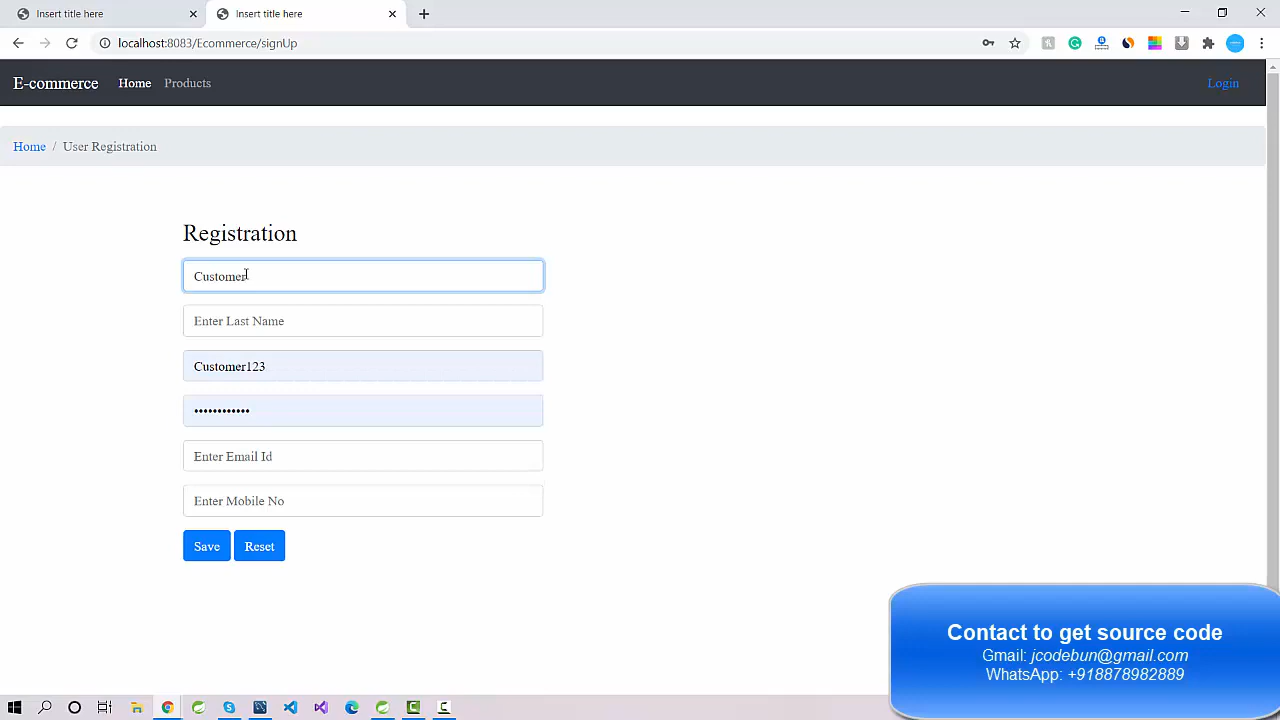 Insert title here
Insert title here
localhost:8083/Ecommerce/signUp
E-commerce Home Products Login
Home / User Registration
Registration
Customer
Enter Last Name
Customer123
••••••••••••
Enter Email Id
Enter Mobile No
Save Reset
Contact to get source code
Gmail: jcodebun@gmail.com
WhatsApp: +918878982889